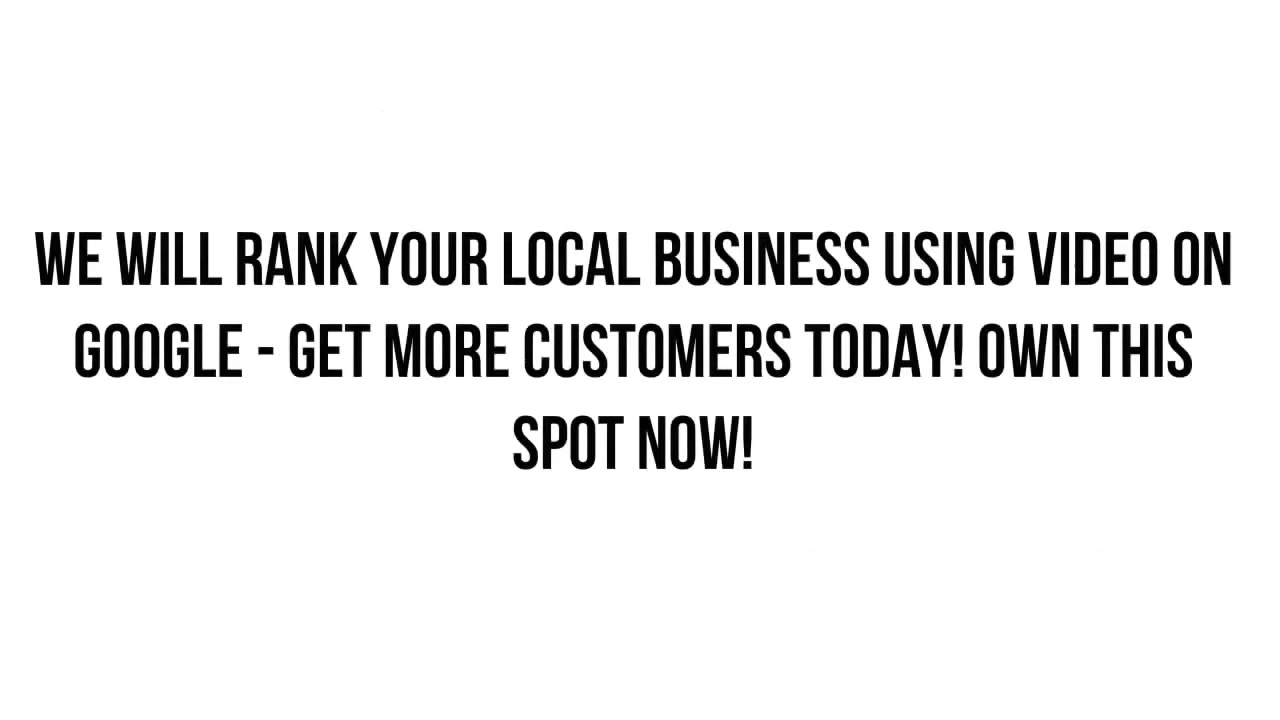 WE WILL RANK YOUR LOCAL BUSINESS USING VIDEO ON
GOOGLE - GET MORE CUSTOMERS TODAY! OWN THIS
SPOT NOW!